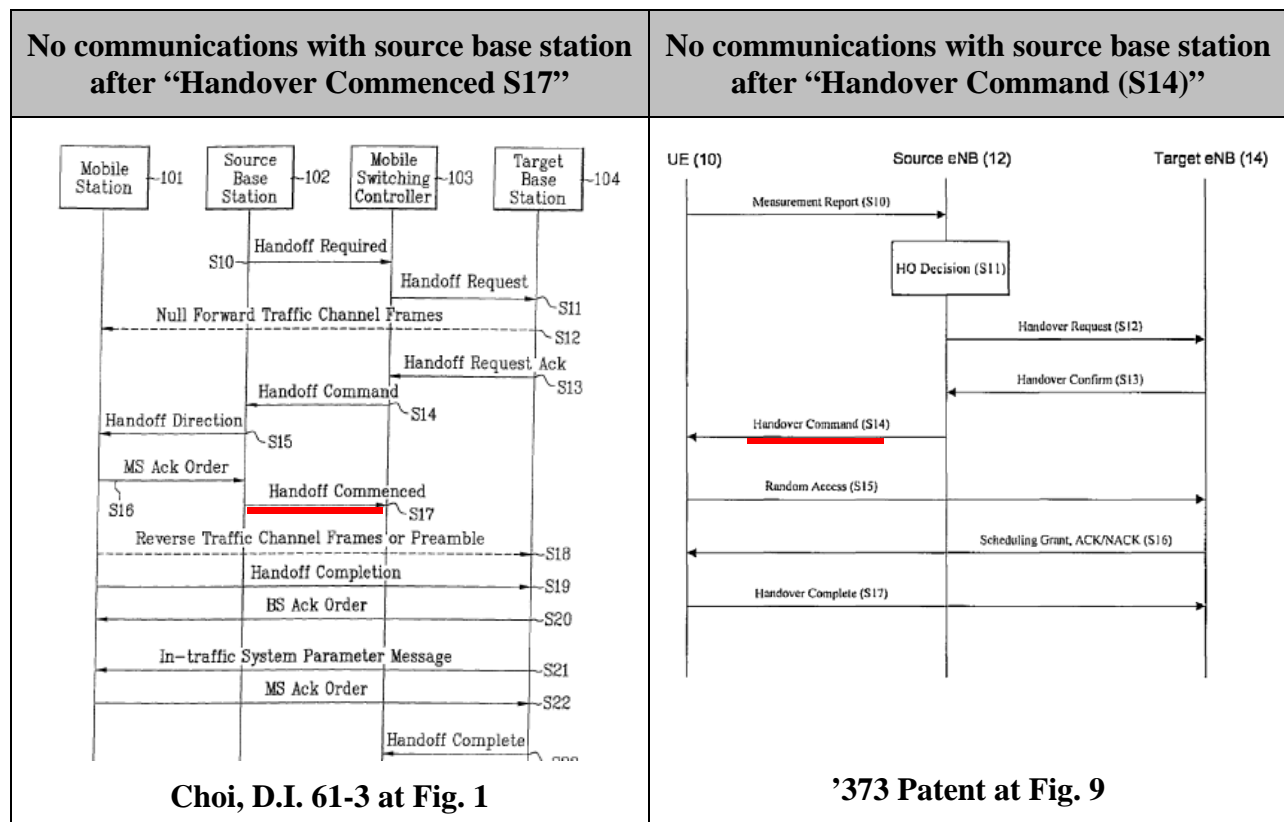 No communications with source base station
after “Handover Commenced S17”
No communications with source base station
after “Handover Command (S14)”
Mobile
Station
101
Source
Base
Station
102
Mobile
Switching
Controller
103
Target
Base
Station
104
S10
Handoff Required
Handoff Request
S11
Null Forward Traffic Channel Frames
S12
Handoff Request Ack
S13
Handoff Command
S14
Handoff Direction
S15
MS Ack Order
S16
Handoff Commenced
S17
Reverse Traffic Channel Frames or Preamble
S18
Handoff Completion
S19
BS Ack Order
S20
In-traffic System Parameter Message
S21
MS Ack Order
S22
Handoff Complete
Choi, D.I. 61-3 at Fig. 1
UE (10)
Source eNB (12)
Target eNB (14)
Measurement Report (S10)
HO Decision (S11)
Handover Request (S12)
Handover Confirm (S13)
Handover Command (S14)
Random Access (S15)
Scheduling Grant, ACK/NACK (S16)
Handover Complete (S17)
’373 Patent at Fig. 9